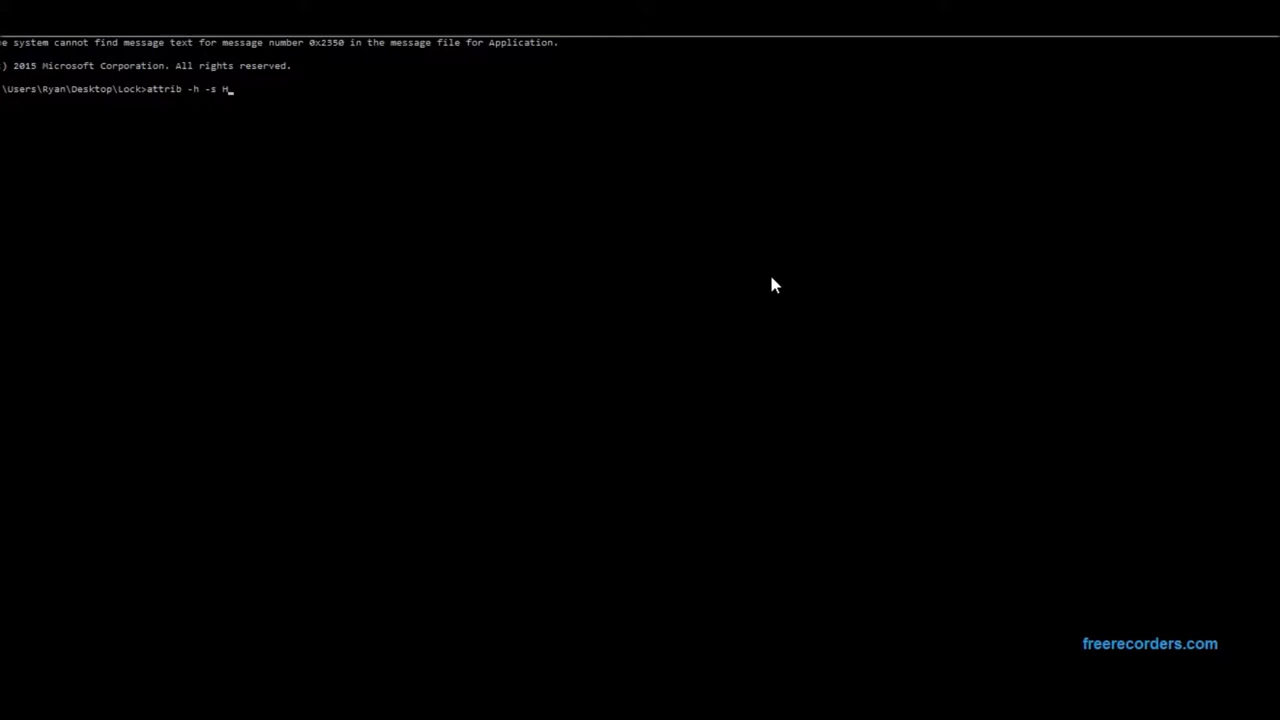 e system cannot find message text for message number 0x2350 in the message file for Application.
) 2015 Microsoft Corporation. All rights reserved.
\Users\Ryan\Desktop\Lock>attrib -h -s H_
freerecorders.com